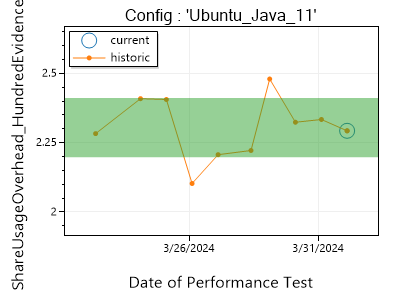 Config : 'Ubuntu_Java_11'
current
historic
ShareUsageOverhead_HundredEvidence
2.5
2.25
2
3/26/2024
3/31/2024
Date of Performance Test